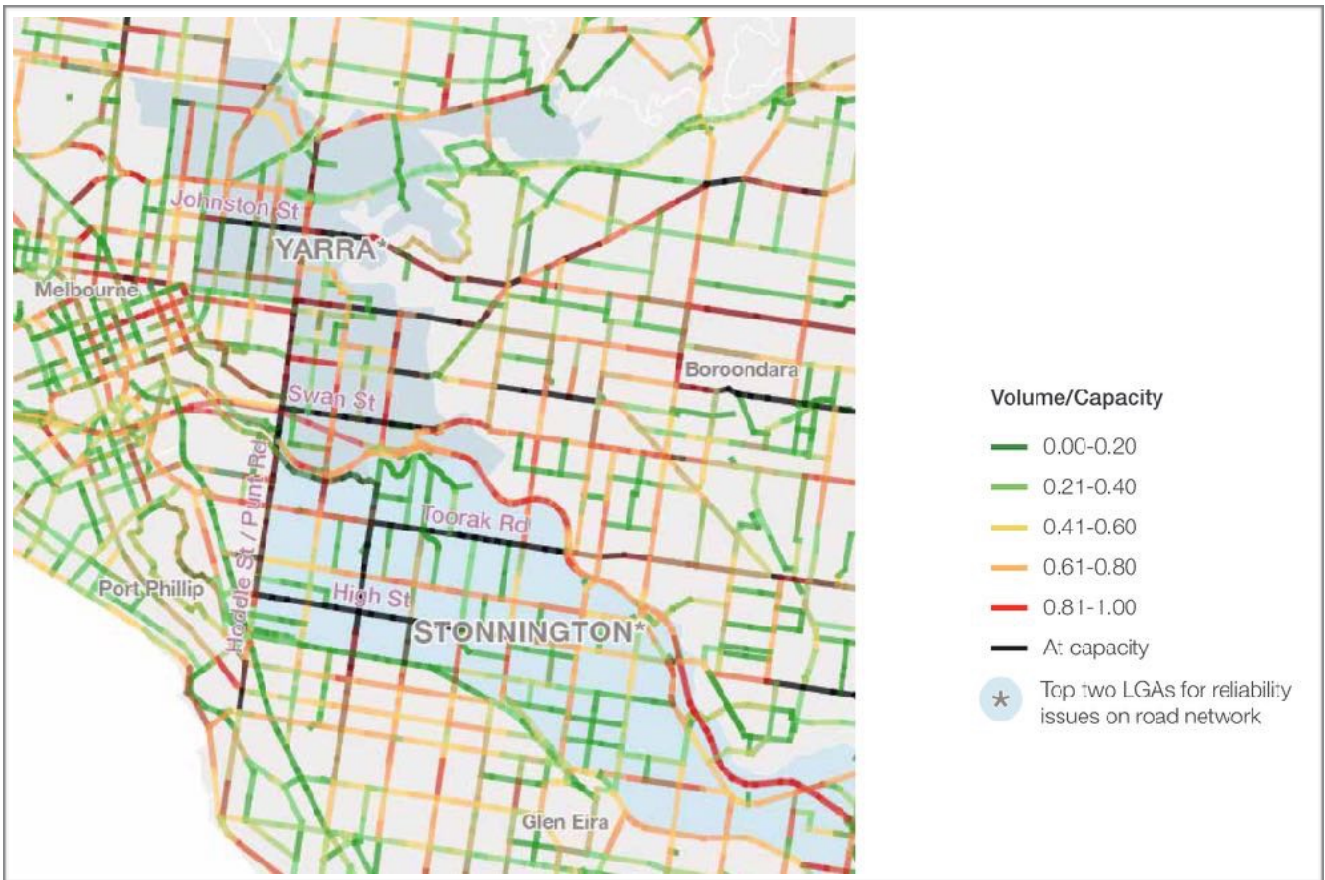 Johnston St
YARRA*
Melbourne
Boroondara
Swan St
Hoddle St / Punt Rd
Toorak Rd
Port Phillip
High St
STONNINGTON*
Glen Eira
Volume/Capacity
0.00-0.20
0.21-0.40
0.41-0.60
0.61-0.80
0.81-1.00
At capacity
*
Top two LGAs for reliability
issues on road network